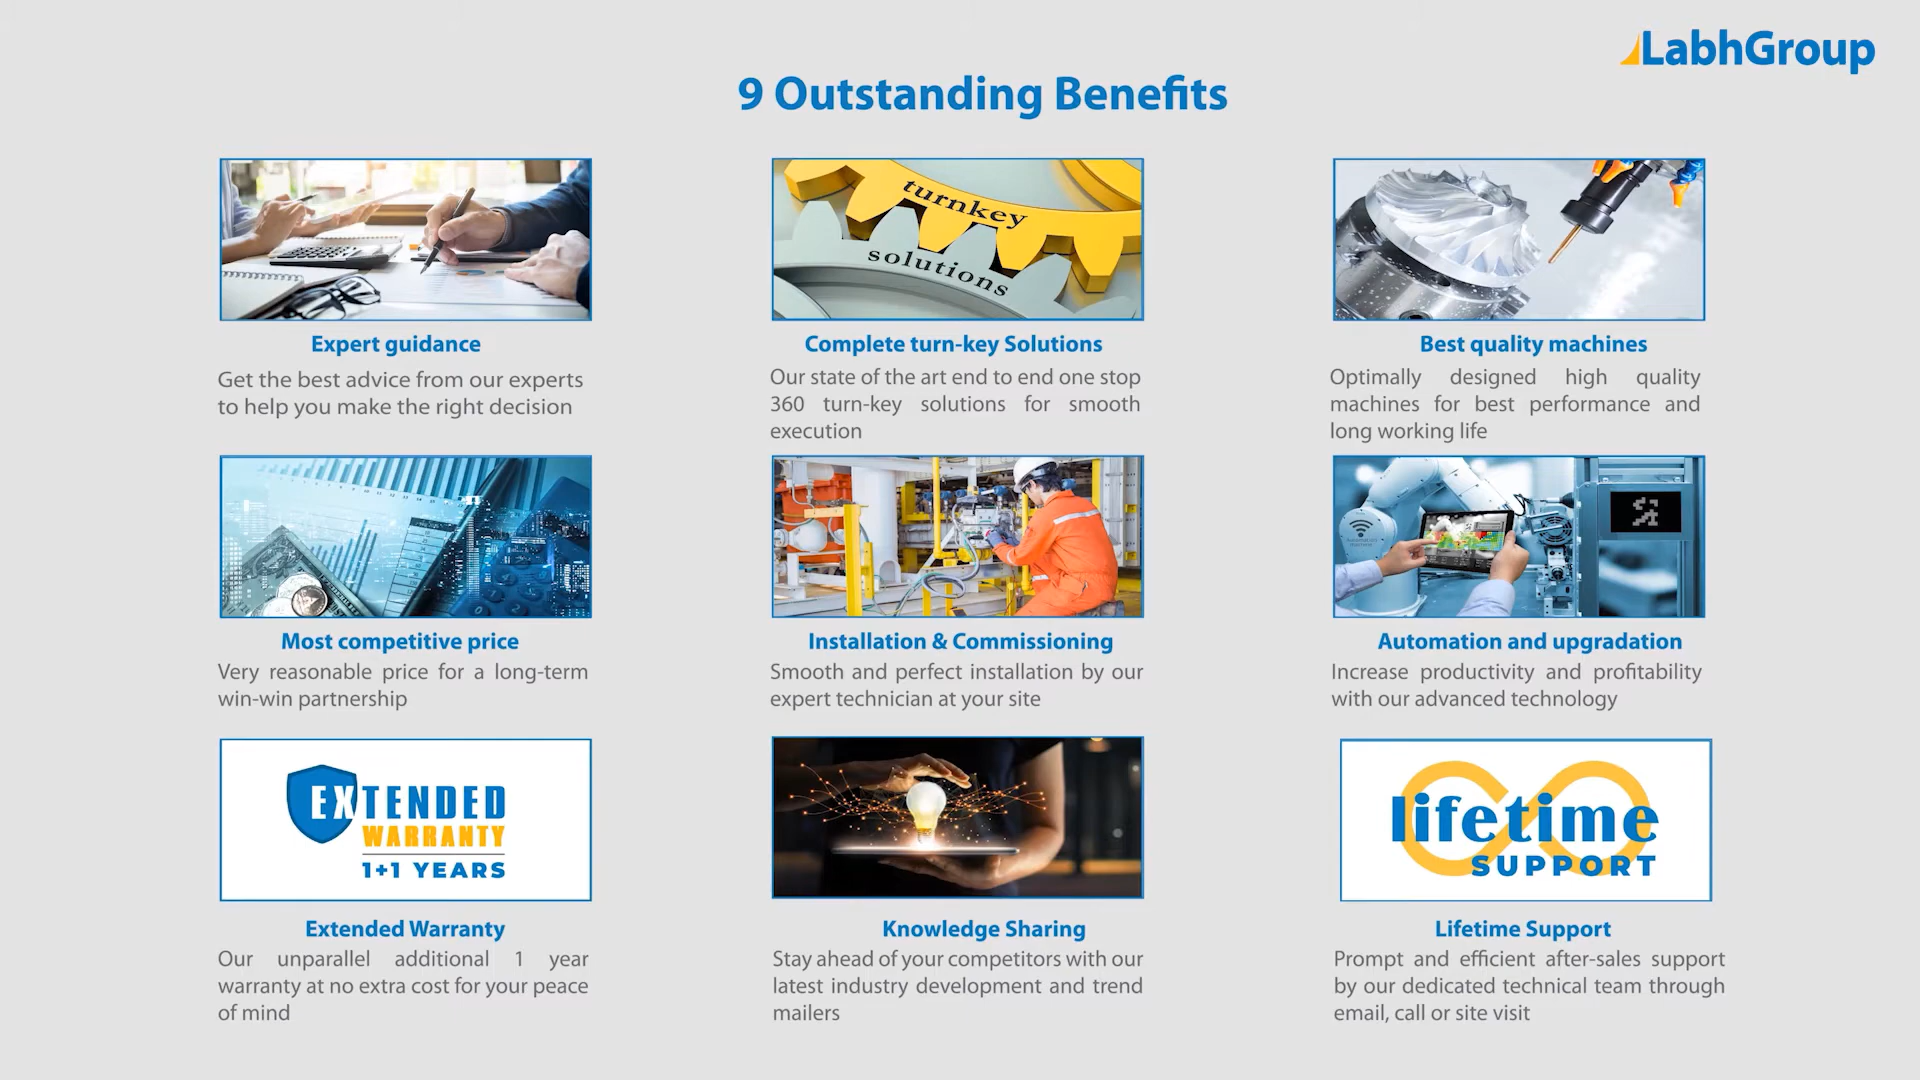 LabhGroup
9 Outstanding Benefits
turnkey
solutions
Expert guidance
Get the best advice from our experts
to help you make the right decision
Complete turn-key Solutions
Our state of the art end to end one stop
360 turn-key solutions for smooth
execution
Best quality machines
Optimally designed high quality
machines for best performance and
long working life
Most competitive price
Very reasonable price for a long-term
win-win partnership
Installation & Commissioning
Smooth and perfect installation by our
expert technician at your site
Automation and upgradation
Increase productivity and profitability
with our advanced technology
EXTENDED
WARRANTY
1+1 YEARS
Extended Warranty
Our unparallel additional 1 year
warranty at no extra cost for your peace
of mind
Knowledge Sharing
Stay ahead of your competitors with our
latest industry development and trend
mailers
lifetime
SUPPORT
Lifetime Support
Prompt and efficient after-sales support
by our dedicated technical team through
email, call or site visit